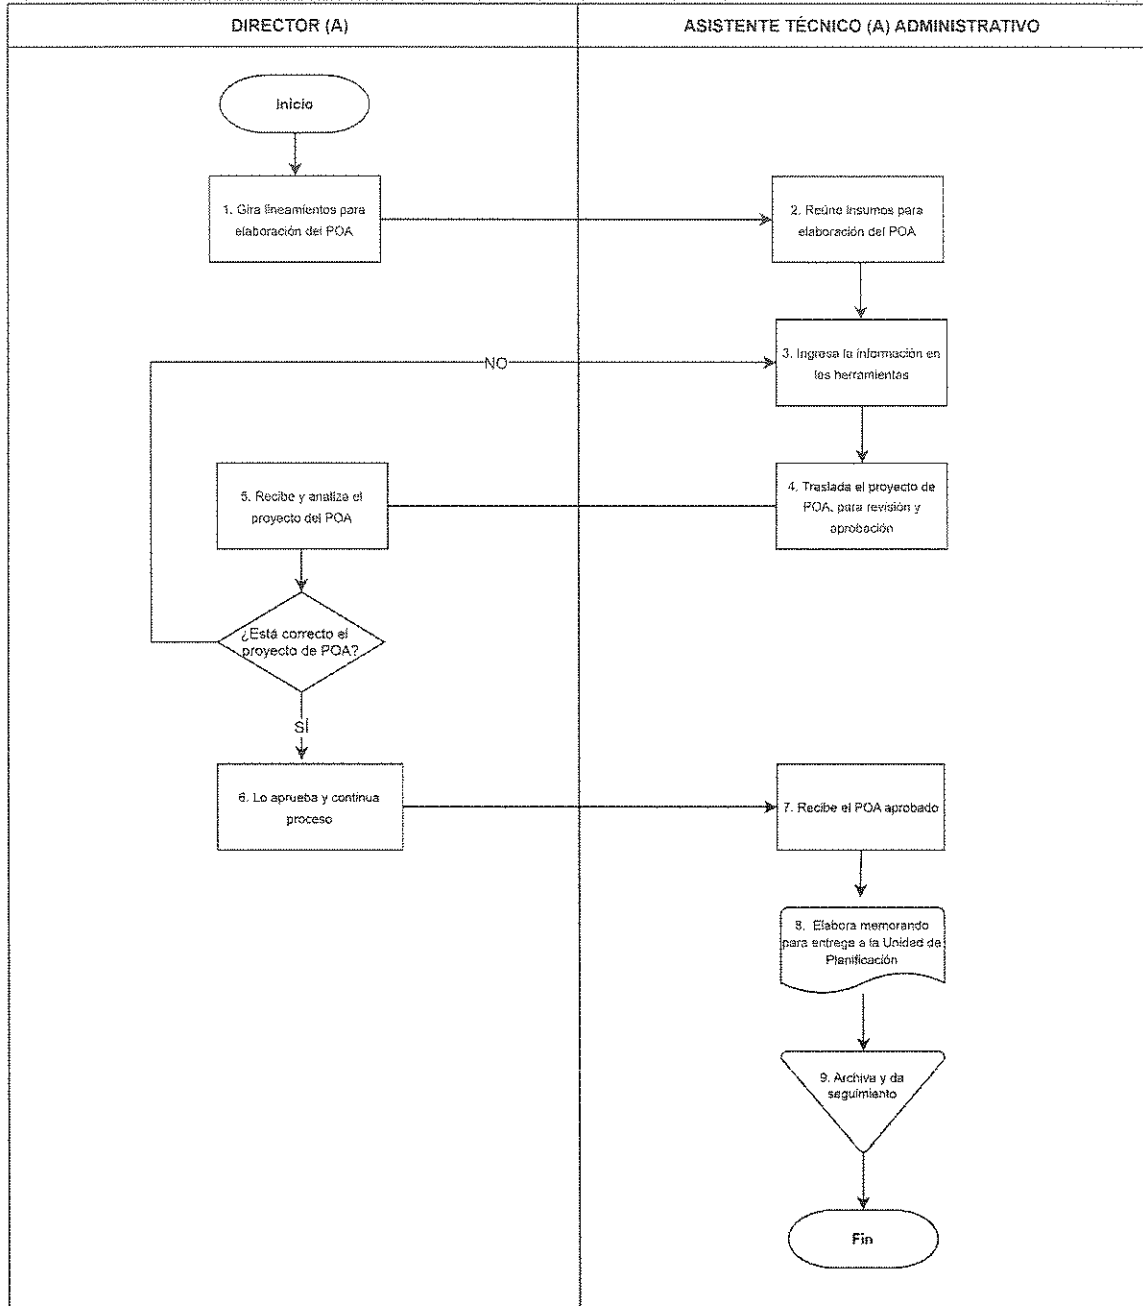 DIRECTOR (A)
ASISTENTE TÉCNICO (A) ADMINISTRATIVO
Inicio
1. Gira lineamientos para
elaboración del POA
2. Reúne insumos para
elaboración del POA
NO
3. Ingresa la información en
las herramientas
5. Recibe y analiza el
proyecto del POA
4. Traslada el proyecto de
POA, para revisión y
aprobación
¿Está correcto el
proyecto de POA?
SÍ
6. Lo aprueba y continua
proceso
7. Recibe el POA aprobado
8. Elabora memorando
para entrega a la Unidad de
Planificación
9. Archiva y da
seguimiento
Fin